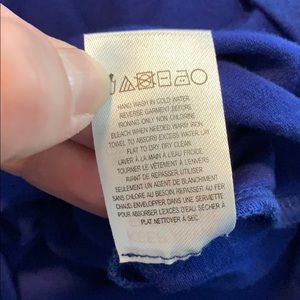 HAND WASH IN COLD WATER
REVERSE GARMENT BEFORE
IRONING ONLY NON CHLORINE
BLEACH WHEN NEEDED WARM IRON
TOWEL TO ABSORB EXCESS WATER LAY
FLAT TO DRY. DRY CLEAN.
LAVER À LA MAIN À L'EAU FROIDE.
TOURNER LE VÊTEMENT À L'ENVERS
AVANT DE REPASSER. UTILISER
SEULEMENT UN AGENT DE BLANCHIMENT
SANS CHLORE AU BESOIN, REPASSER À FER
CHAUD. ENVELOPPER DANS UNE SERVIETTE
POUR ABSORBER L'EXCÈS D'EAU. SÉCHER À
PLAT NETTOYER À SEC